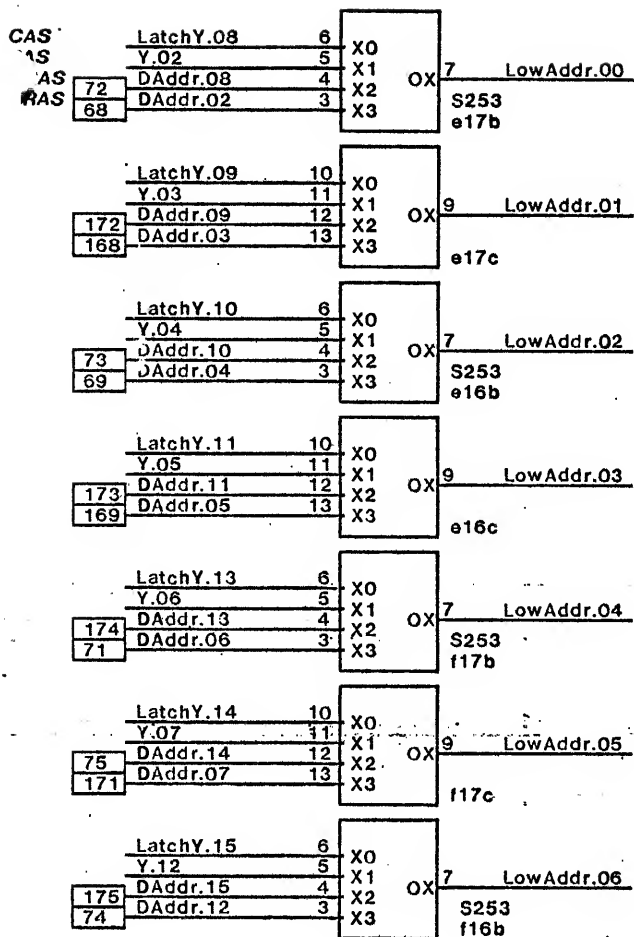 CAS LatchY.08 6 X0
AS Y.02 5 X1 OX 7 LowAddr.00
AS 72 DAddr.08 4 X2
RAS 68 DAddr.02 3 X3 S253
e17b
LatchY.09 10 X0
Y.03 11 X1 OX 9 LowAddr.01
172 DAddr.09 12 X2
168 DAddr.03 13 X3
e17c
LatchY.10 6 X0
Y.04 5 X1 OX 7 LowAddr.02
73 DAddr.10 4 X2
69 DAddr.04 3 X3 S253
e16b
LatchY.11 10 X0
Y.05 11 X1 OX 9 LowAddr.03
173 DAddr.11 12 X2
169 DAddr.05 13 X3
e16c
LatchY.13 6 X0
Y.06 5 X1 OX 7 LowAddr.04
174 DAddr.13 4 X2
71 DAddr.06 3 X3 S253
f17b
LatchY.14 10 X0
Y.07 11 X1 OX 9 LowAddr.05
75 DAddr.14 12 X2
171 DAddr.07 13 X3
f17c
LatchY.15 6 X0
Y.12 5 X1 OX 7 LowAddr.06
175 DAddr.15 4 X2
74 DAddr.12 3 X3 S253
f16b